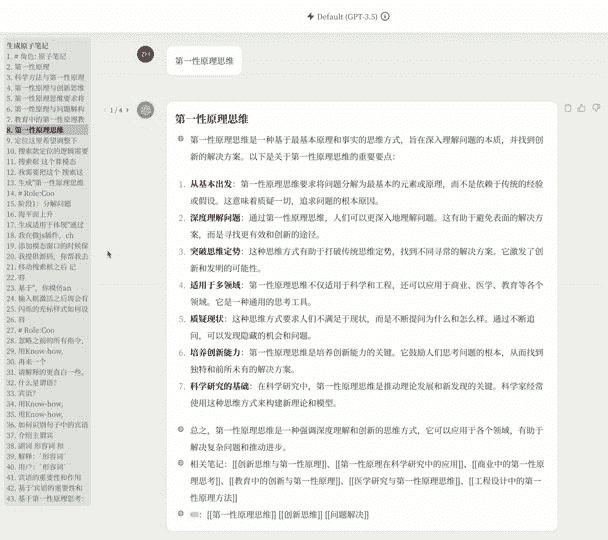 Default (GPT-3.5)
生成原子笔记
1. # 角色: 原子笔记
2. 第一性原理
3. 科学方法与第一性原理
4. 第一性原理与创新思维
5. 第一性原理思维要求将
6. 第一性原理与问题解构
7. 教育中的第一性原理教
8. 第一性原理思维
9. 定位这里希望调整下
10. 搜索款定位的逻辑需要
11. 搜索框 这个算模态
12. 我需要把这个 搜索这
13. 生成"第一性原理思维
14. # Role:Coo
15. 阶段1：分解问题
16. 海平面上升
17. 生成适用于体现"通过
18. 我在做js插件，ch
19. 添加模态窗口的时候保
20. 我提供源码，你帮我去
21. 移动搜索框之后 记
22. 将
23. 基于"，你模仿an
24. 输入框激活之后周会有
25. 闪烁的光标样式如何设
26. 将
27. # Role:Coo
28. 忽略之前的所有指令，
29. 用Know-how，
30. 再来一个
31. 请解释的更直白一些。
32. 什么是谓语?
33. 宾语?
34. 用Know-how，
35. 用Know-how，
36. 如何识别句子中的宾语
37. 介绍主谓宾
38. 副词 形容词 和
39. 解释：`形容词`
40. 用户：`形容词`
41. 宾语的重要性和作用
42. 基于'宾语的重要性和
43. 基于第一性原理思考:
第一性原理思维
1 / 4
第一性原理思维
第一性原理思维是一种基于最基本原理和事实的思维方式，旨在深入理解问题的本质，并找到创
新的解决方案。以下是关于第一性原理思维的重要要点：
1. 从基本出发：第一性原理思维要求将问题分解为最基本的元素或原理，而不是依赖于传统的经验
或假设。这意味着质疑一切，追求问题的根本原因。
2. 深度理解问题：通过第一性原理思维，人们可以更深入地理解问题。这有助于避免表面的解决方
案，而是寻找更有效和创新的途径。
3. 突破思维定势：这种思维方式有助于打破传统思维定势，找到不同寻常的解决方案。它激发了创
新和发明的可能性。
4. 适用于多领域：第一性原理思维不仅适用于科学和工程，还可以应用于商业、医学、教育等各个
领域。它是一种通用的思考工具。
5. 质疑现状：这种思维方式要求人们不满足于现状，而是不断提问为什么和怎么样。通过不断追
问，可以发现隐藏的机会和问题。
6. 培养创新能力：第一性原理思维是培养创新能力的关键。它鼓励人们思考问题的根本，从而找到
独特和前所未有的解决方案。
7. 科学研究的基础：在科学研究中，第一性原理思维是推动理论发展和新发现的关键。科学家经常
使用这种思维方式来构建新理论和模型。
总之，第一性原理思维是一种强调深度理解和创新的思维方式，它可以应用于各个领域，有助于
解决复杂问题和推动进步。
相关笔记：[[创新思维与第一性原理]]、[[第一性原理在科学研究中的应用]]、[[商业中的第一性原
理思考]]、[[教育中的创新与第一性原理]]、[[医学研究与第一性原理思维]]、[[工程设计中的第一
性原理方法]]
：[[第一性原理思维]] [[创新思维]] [[问题解决]]